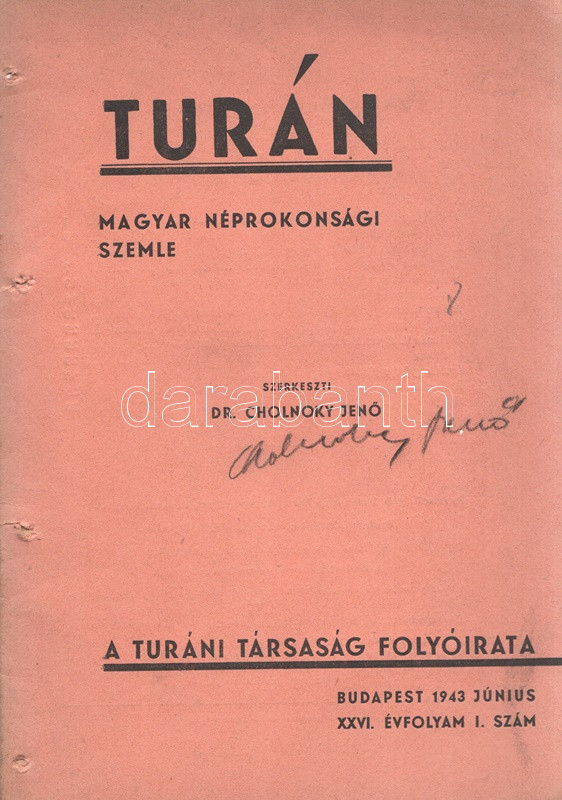 TURÁN
MAGYAR NÉPROKONSÁGI
SZEMLE
SZERKESZTI
DR. CHOLNOKY JENŐ
darabanth
Cholnoky Jenő
A TURÁNI TÁRSASÁG FOLYÓIRATA
BUDAPEST 1943 JÚNIUS
XXVI. ÉVFOLYAM I. SZÁM